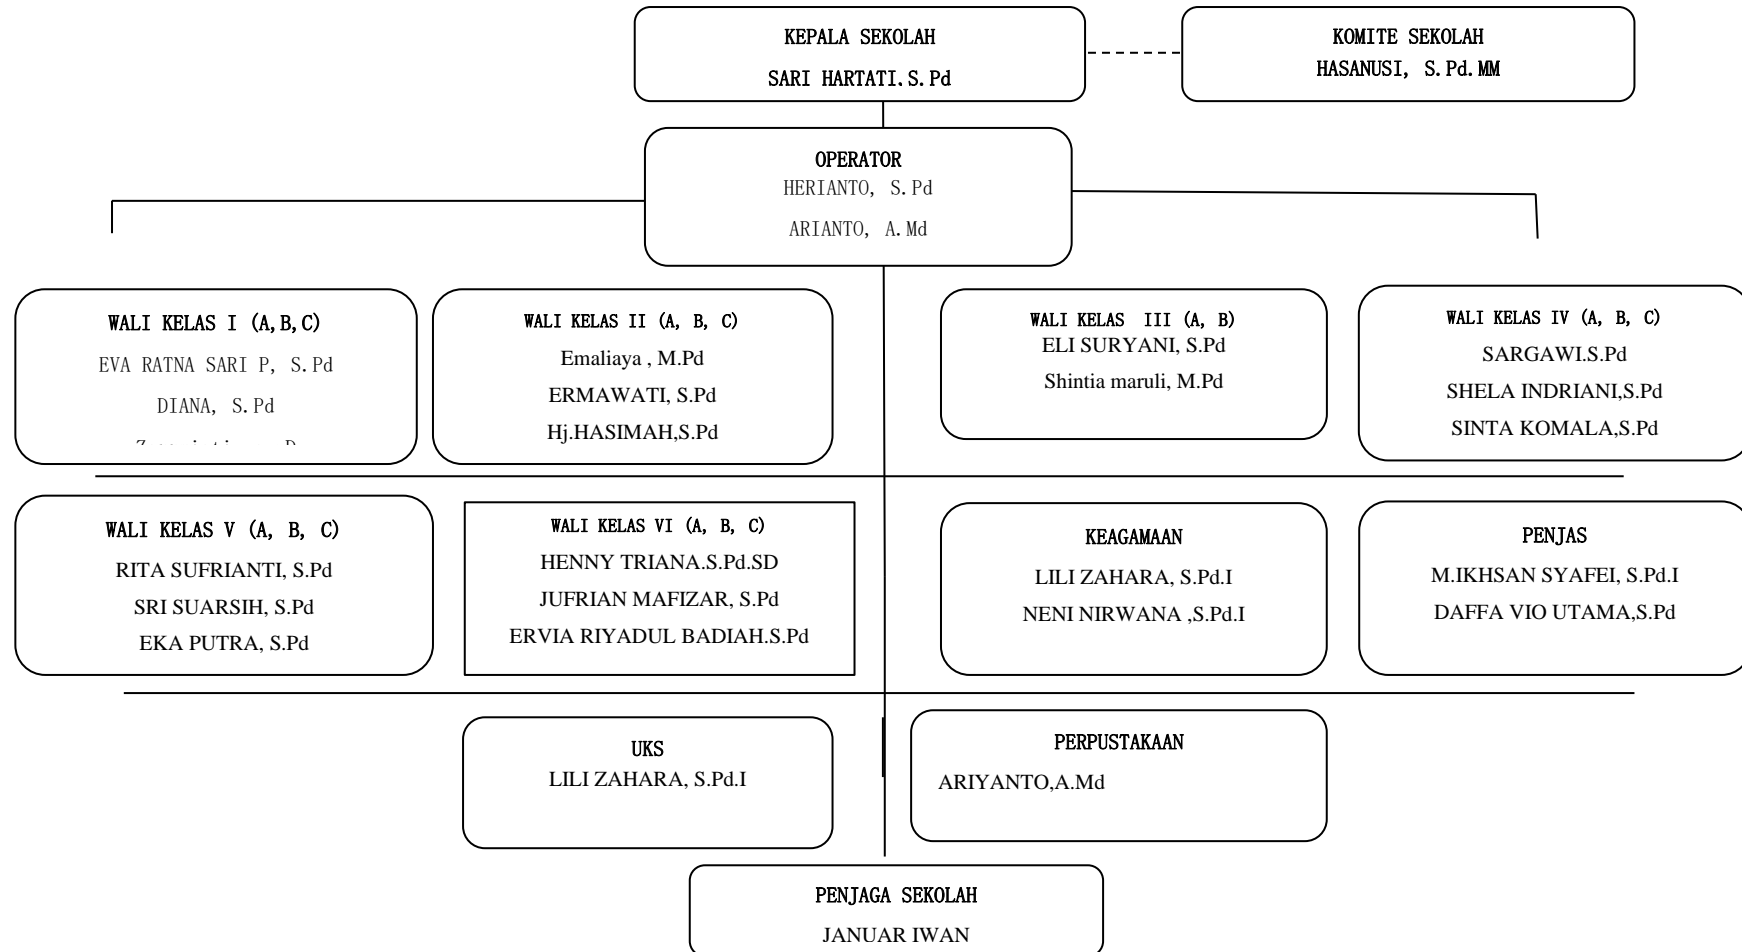 KEPALA SEKOLAH
SARI HARTATI.S.Pd
KOMITE SEKOLAH
HASANUSI, S.Pd.MM
OPERATOR
HERIANTO, S.Pd
ARIANTO, A.Md
WALI KELAS I (A,B,C)
EVA RATNA SARI P, S.Pd
DIANA, S.Pd
WALI KELAS II (A, B, C)
Emaliaya , M.Pd
ERMAWATI, S.Pd
Hj.HASIMAH,S.Pd
WALI KELAS III (A, B)
ELI SURYANI, S.Pd
Shintia maruli, M.Pd
WALI KELAS IV (A, B, C)
SARGAWI.S.Pd
SHELA INDRIANI,S.Pd
SINTA KOMALA,S.Pd
WALI KELAS V (A, B, C)
RITA SUFRIANTI, S.Pd
SRI SUARSIH, S.Pd
EKA PUTRA, S.Pd
WALI KELAS VI (A, B, C)
HENNY TRIANA.S.Pd.SD
JUFRIAN MAFIZAR, S.Pd
ERVIA RIYADUL BADIAH.S.Pd
KEAGAMAAN
LILI ZAHARA, S.Pd.I
NENI NIRWANA ,S.Pd.I
PENJAS
M.IKHSAN SYAFEI, S.Pd.I
DAFFA VIO UTAMA,S.Pd
UKS
LILI ZAHARA, S.Pd.I
PERPUSTAKAAN
ARIYANTO,A.Md
PENJAGA SEKOLAH
JANUAR IWAN